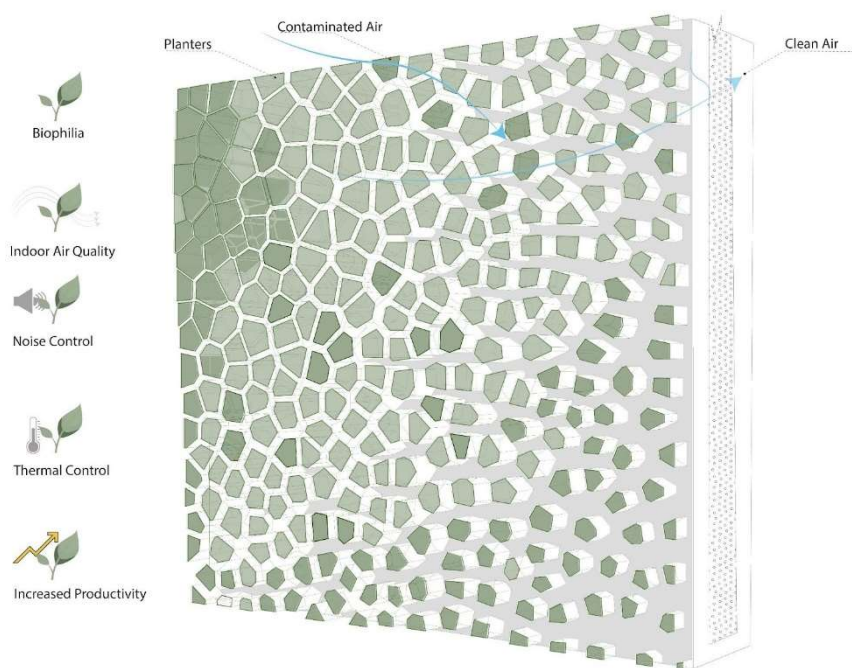 Contaminated Air
Planters
Clean Air
Biophilia
Indoor Air Quality
Noise Control
Thermal Control
Increased Productivity